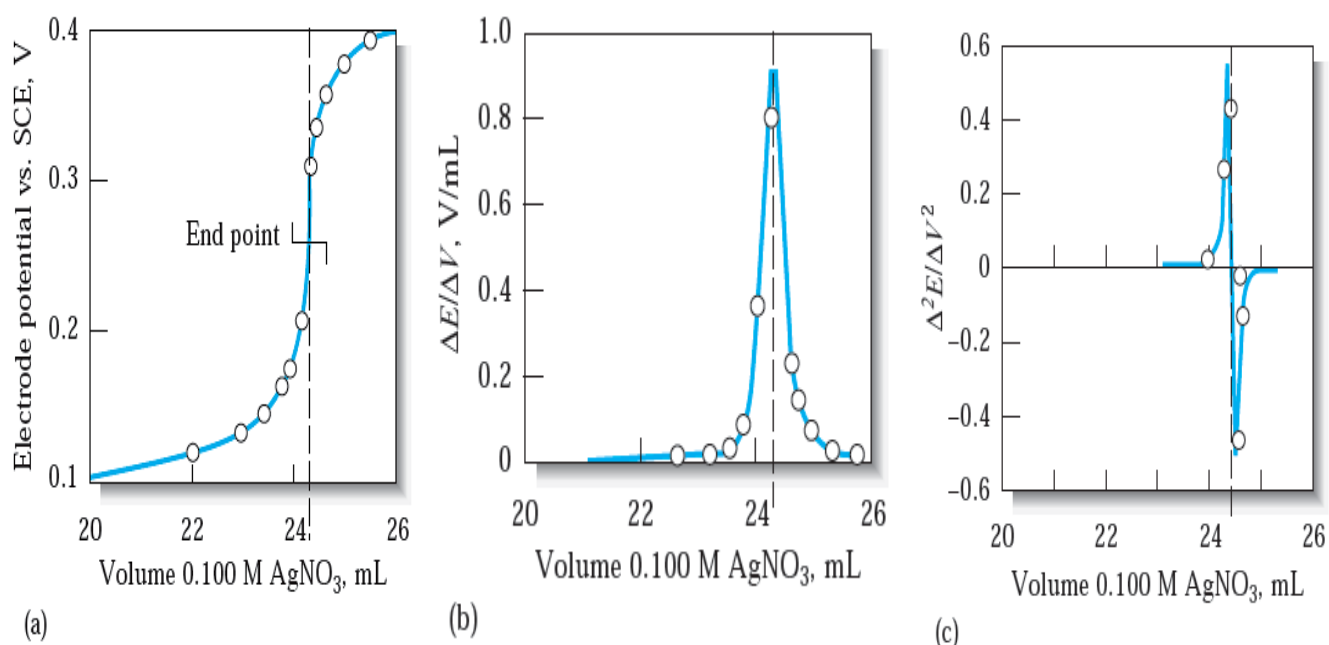 Electrode potential vs. SCE, V
0.4
0.3
0.2
0.1
End point
20 22 24 26
Volume 0.100 M AgNO₃, mL
(a)
ΔE/ΔV, V/mL
1.0
0.8
0.6
0.4
0.2
0
20 22 24 26
Volume 0.100 M AgNO₃, mL
(b)
Δ²E/ΔV²
0.6
0.4
0.2
0
–0.2
–0.4
–0.6
20 22 24 26
Volume 0.100 M AgNO₃, mL
(c)